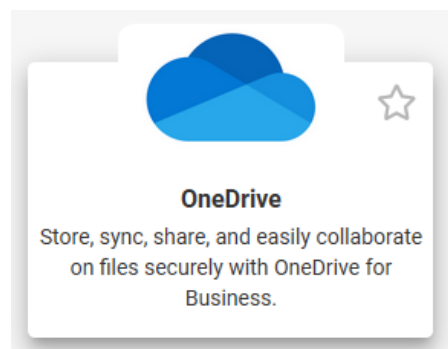 OneDrive
Store, sync, share, and easily collaborate
on files securely with OneDrive for
Business.